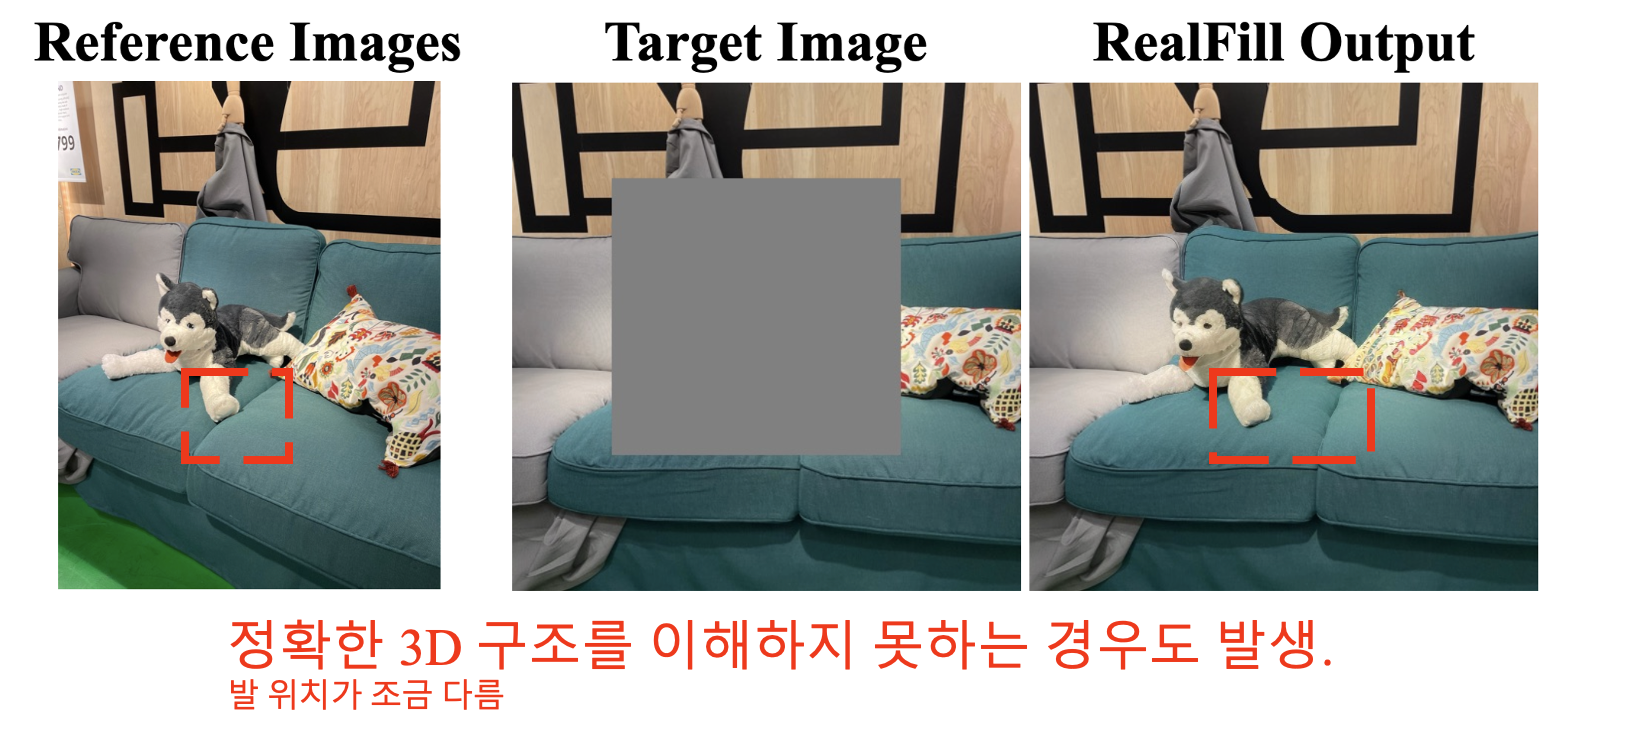 Reference Images
Target Image
RealFill Output
799
정확한 3D 구조를 이해하지 못하는 경우도 발생.
발 위치가 조금 다름